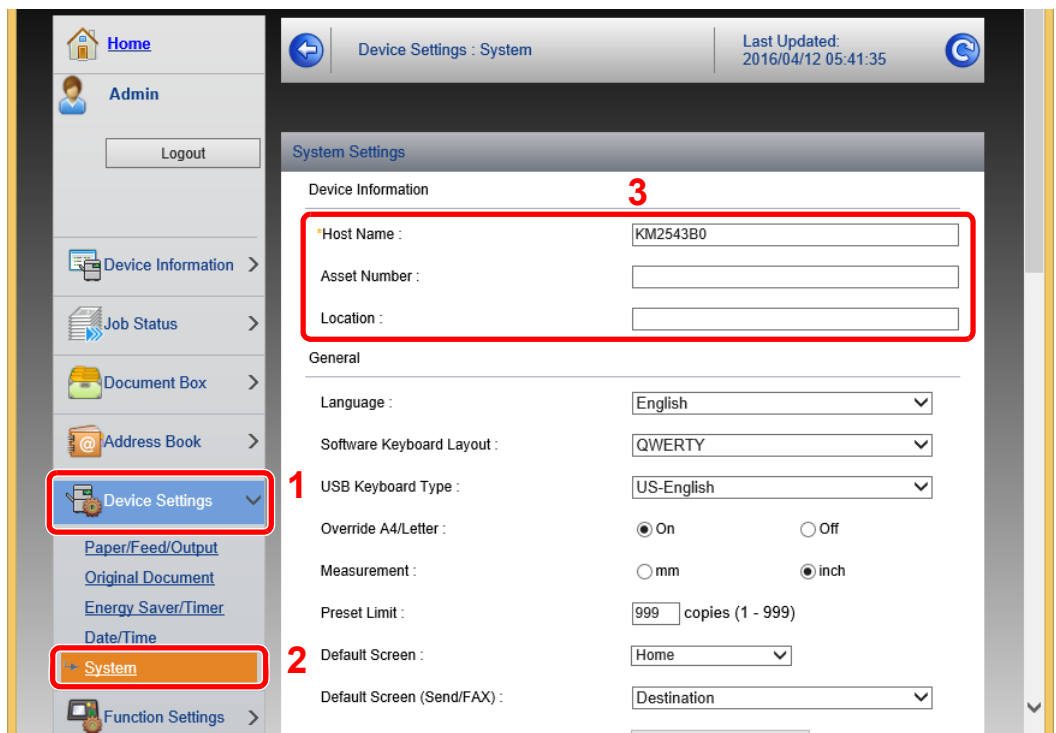 Home
Admin
Logout
Device Information
Job Status
Document Box
Address Book
Device Settings
1
Paper/Feed/Output
Original Document
Energy Saver/Timer
Date/Time
System
2
Function Settings
Device Settings : System
Last Updated:
2016/04/12 05:41:35
System Settings
Device Information
3
*Host Name : KM2543B0
Asset Number :
Location :
General
Language : English
Software Keyboard Layout : QWERTY
USB Keyboard Type : US-English
Override A4/Letter : On Off
Measurement : mm inch
Preset Limit : 999 copies (1 - 999)
Default Screen : Home
Default Screen (Send/FAX) : Destination